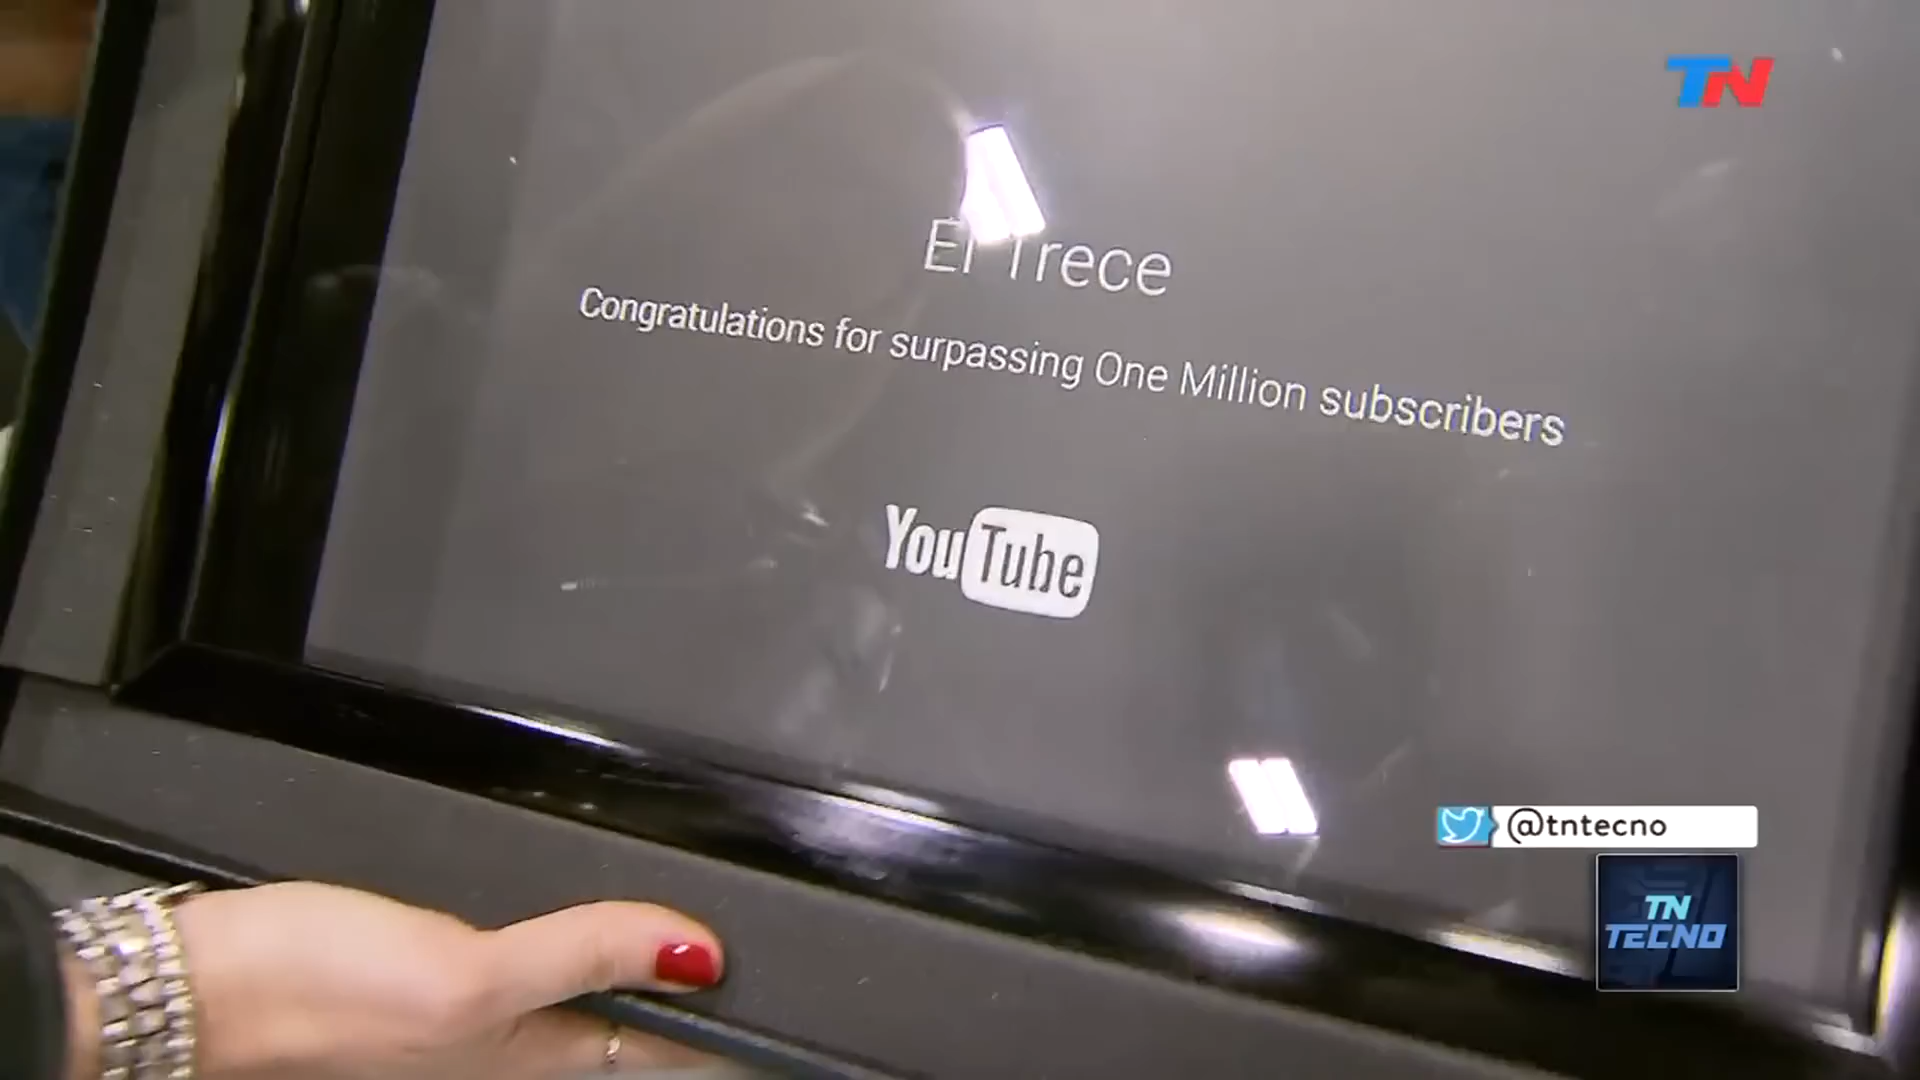 TN
El Trece
Congratulations for surpassing One Million subscribers
YouTube
@tntecno
TN
TECNO